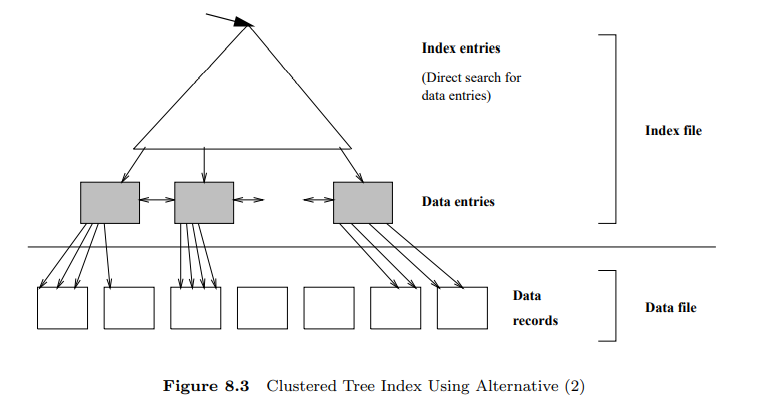 Index entries
(Direct search for
data entries)
Index file
Data entries
Data
records
Data file
Figure 8.3 Clustered Tree Index Using Alternative (2)